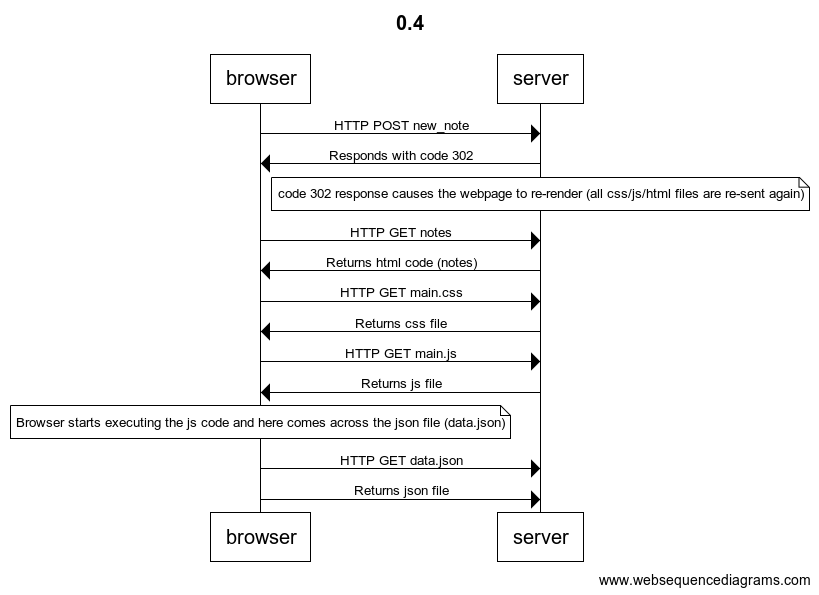 0.4
browser
server
HTTP POST new_note
Responds with code 302
code 302 response causes the webpage to re-render (all css/js/html files are re-sent again)
HTTP GET notes
Returns html code (notes)
HTTP GET main.css
Returns css file
HTTP GET main.js
Returns js file
Browser starts executing the js code and here comes across the json file (data.json)
HTTP GET data.json
Returns json file
browser
server
www.websequencediagrams.com